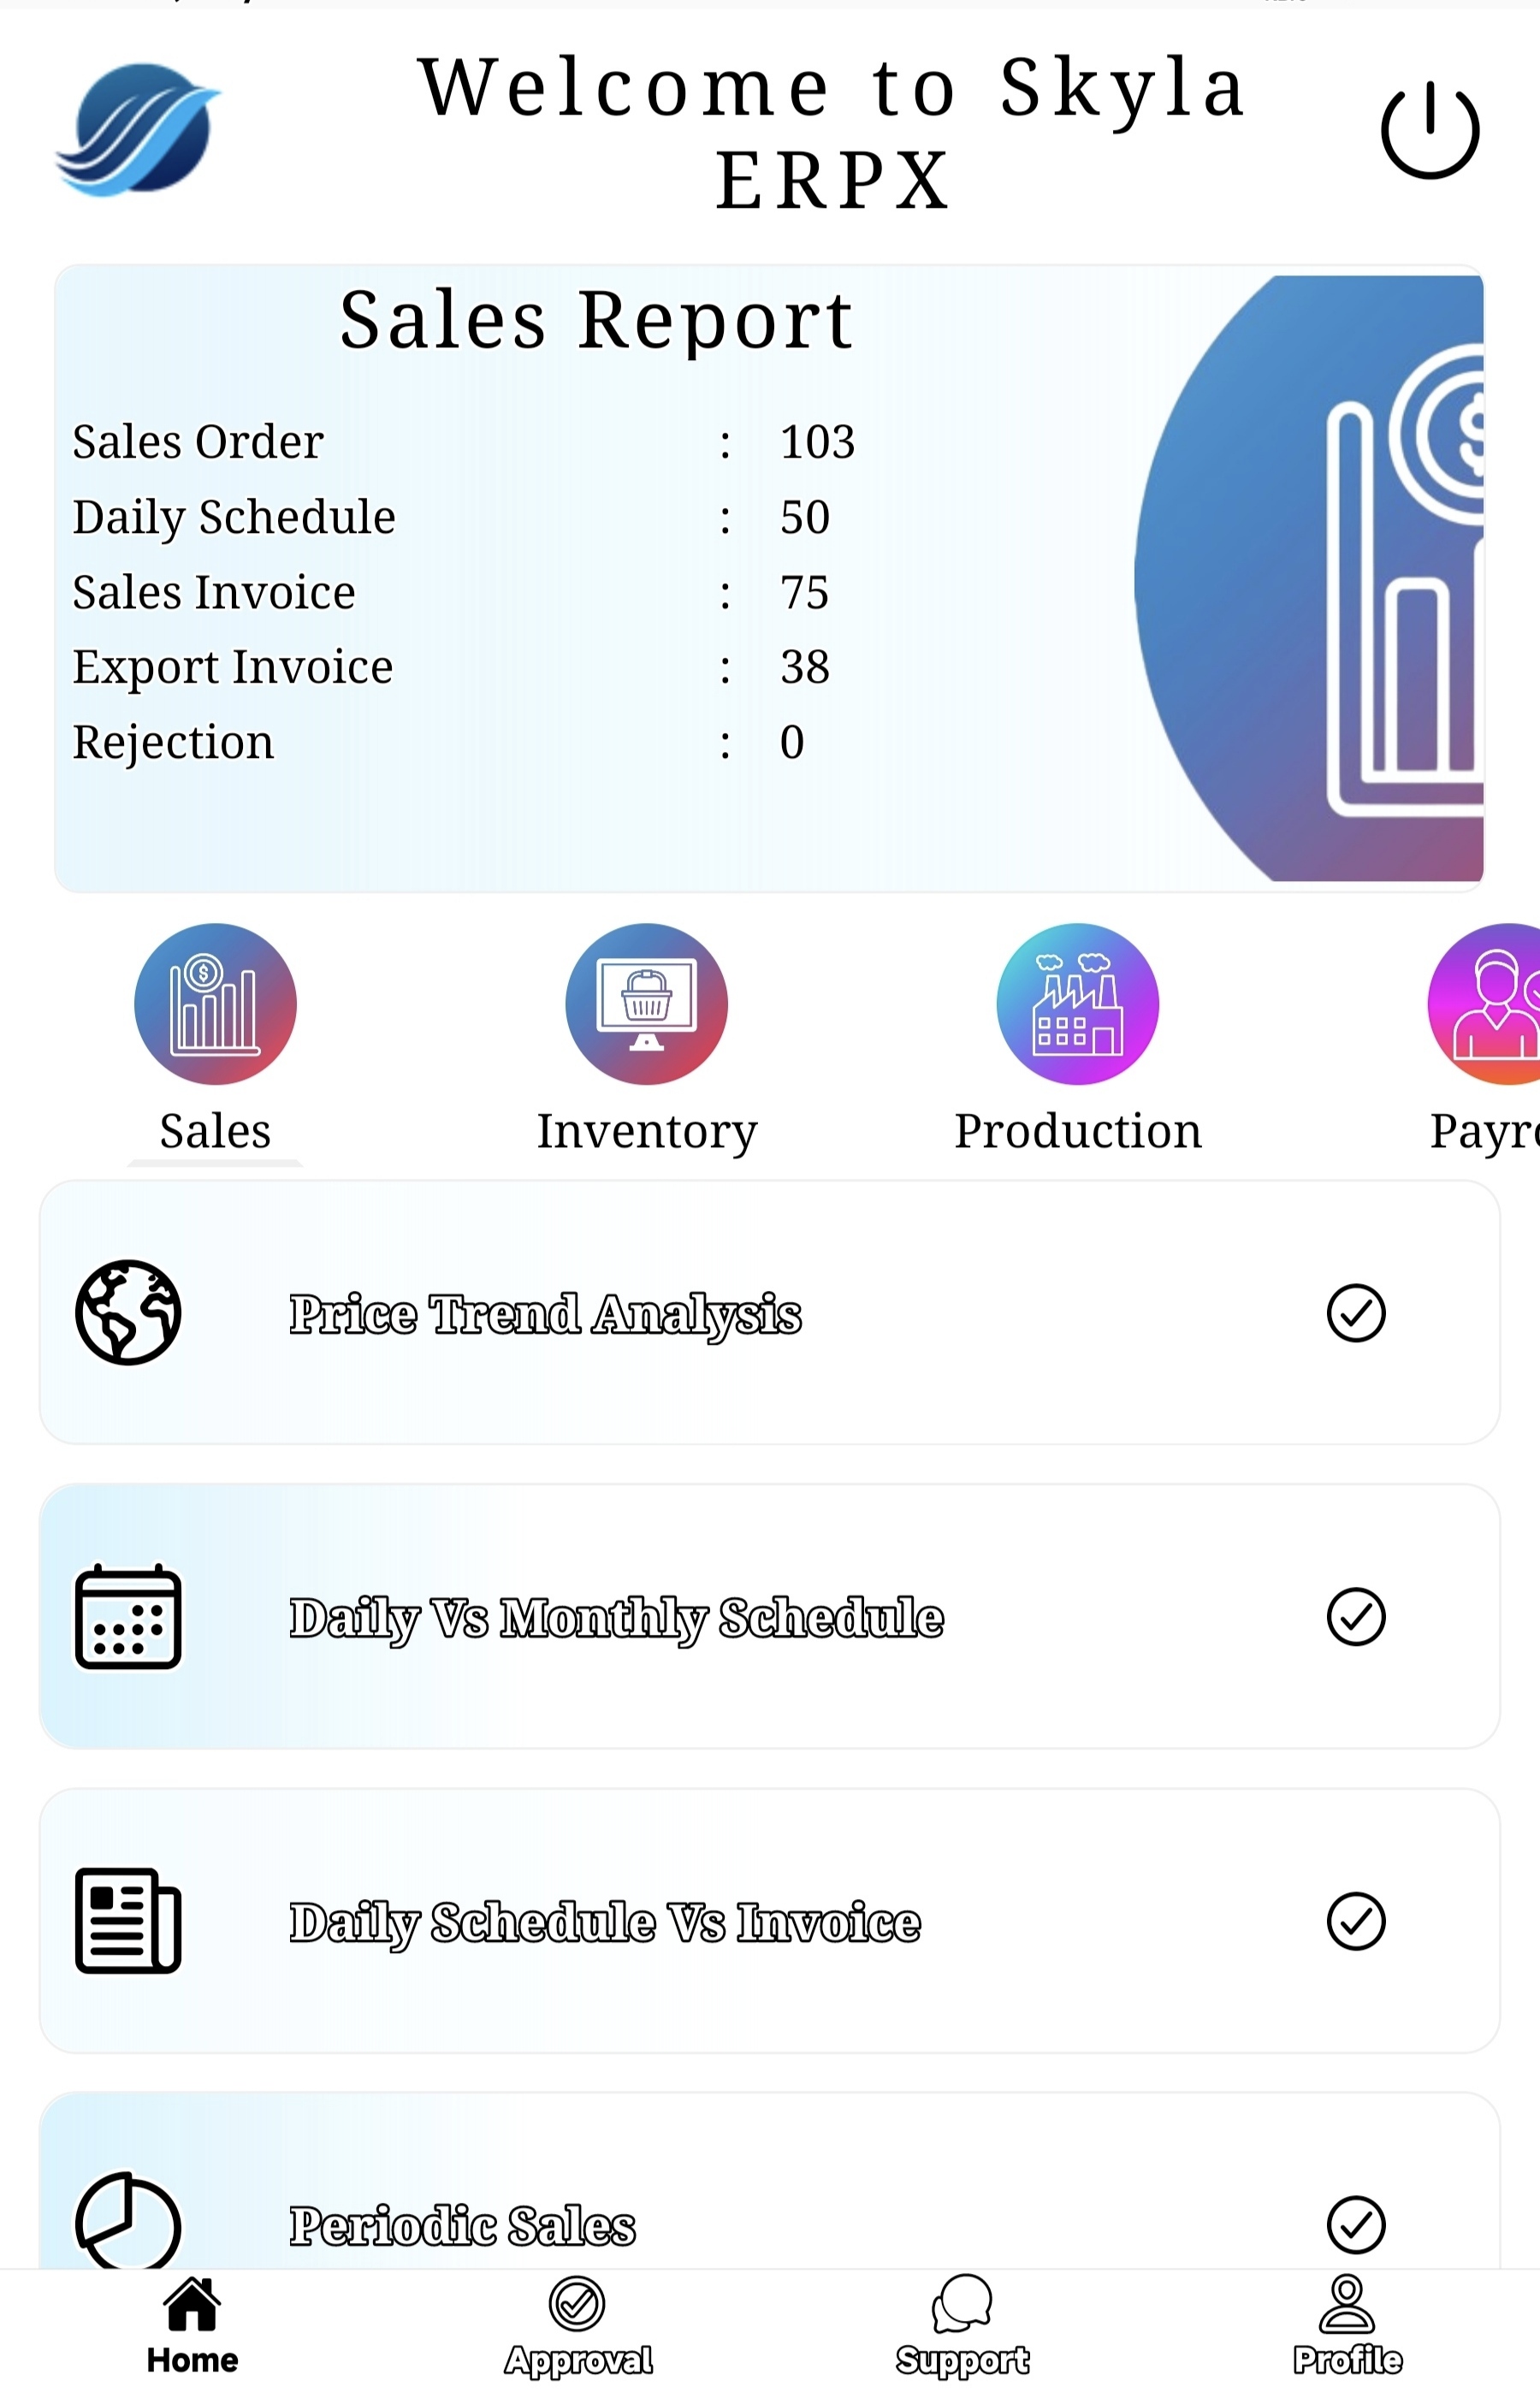 Welcome to Skyla
ERPX
Sales Report
Sales Order : 103
Daily Schedule : 50
Sales Invoice : 75
Export Invoice : 38
Rejection : 0
Sales Inventory Production
Price Trend Analysis
Daily Vs Monthly Schedule
Daily Schedule Vs Invoice
Periodic Sales
Home Approval Support Profile